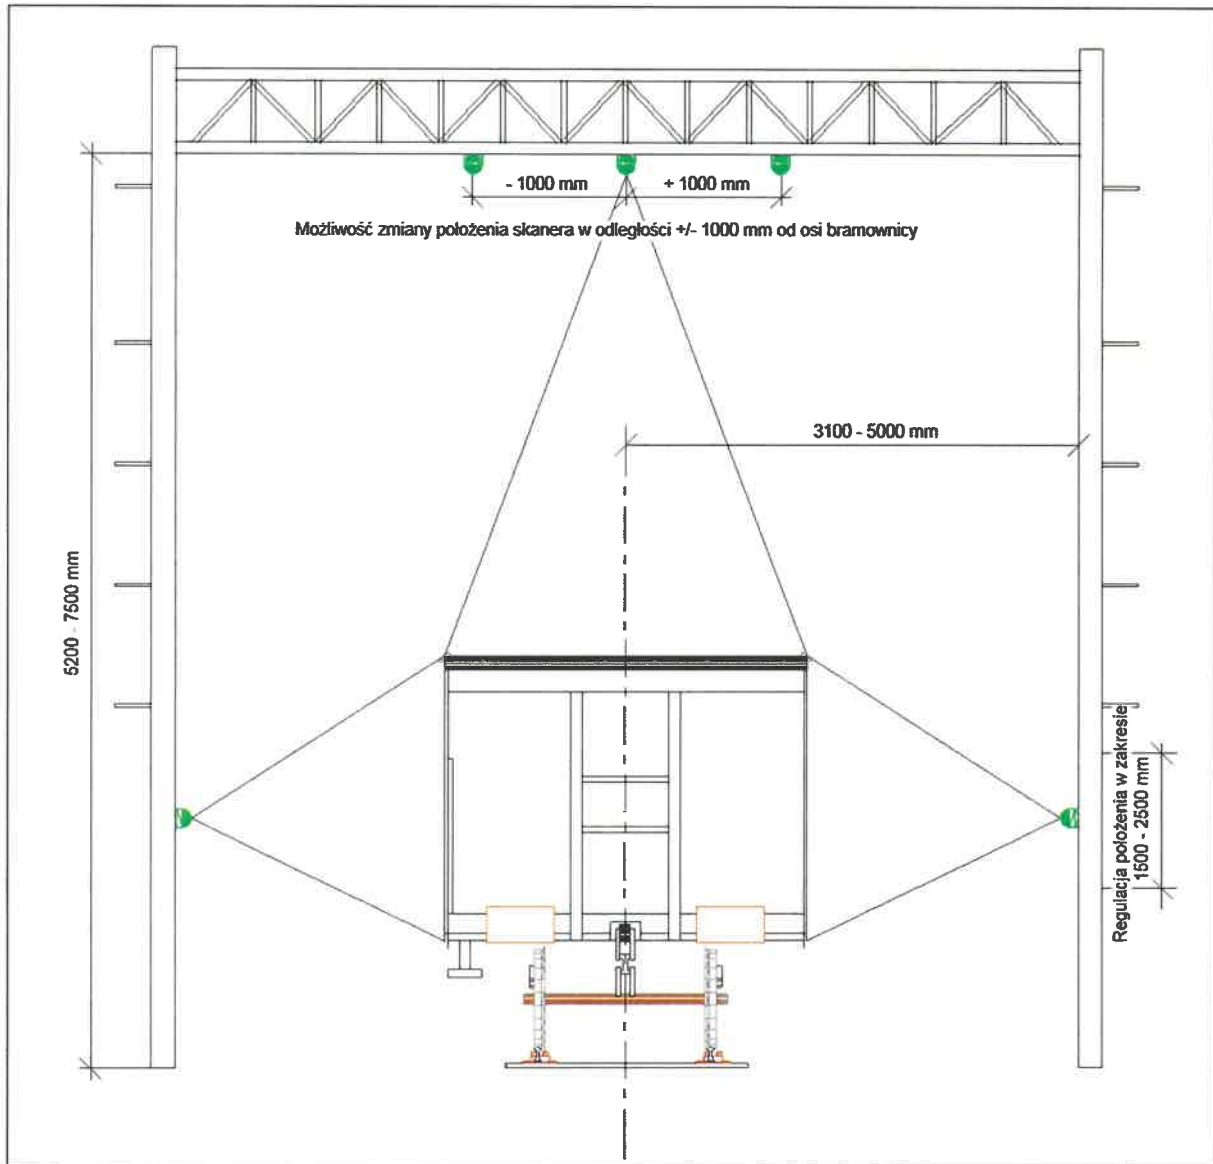 - 1000 mm
+ 1000 mm
Możliwość zmiany położenia skanera w odległości +/- 1000 mm od osi bramownicy
3100 - 5000 mm
5200 - 7500 mm
Regulacja położenia w zakresie
1500 - 2500 mm